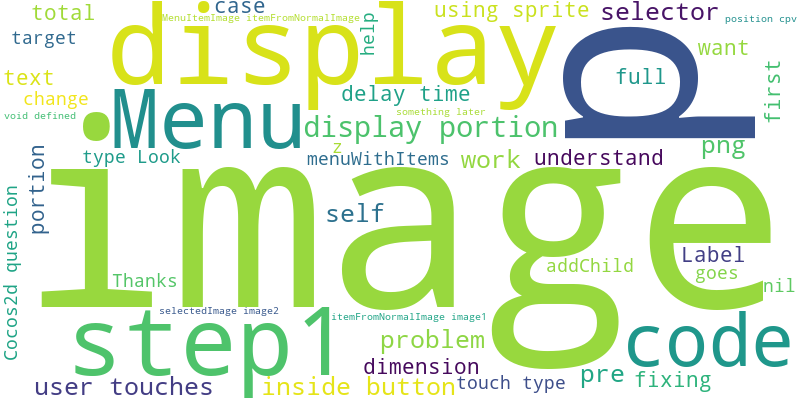 total
case
MenuItemImage itemFromNormalImage
display
help
using sprite
selector
position cpv
target
want
text
change
Menu
delay time
full
p
first
something later
void defined
display portion
type Look
z
menuWithItems
work
understand
png
portion
image
self
Cocos2d question
Thanks
addChild
Label
goes
nil
selectedImage image2
itemFromNormalImage image1
step1
problem
code
dimension
user touches
inside button
touch type
pre
fixing